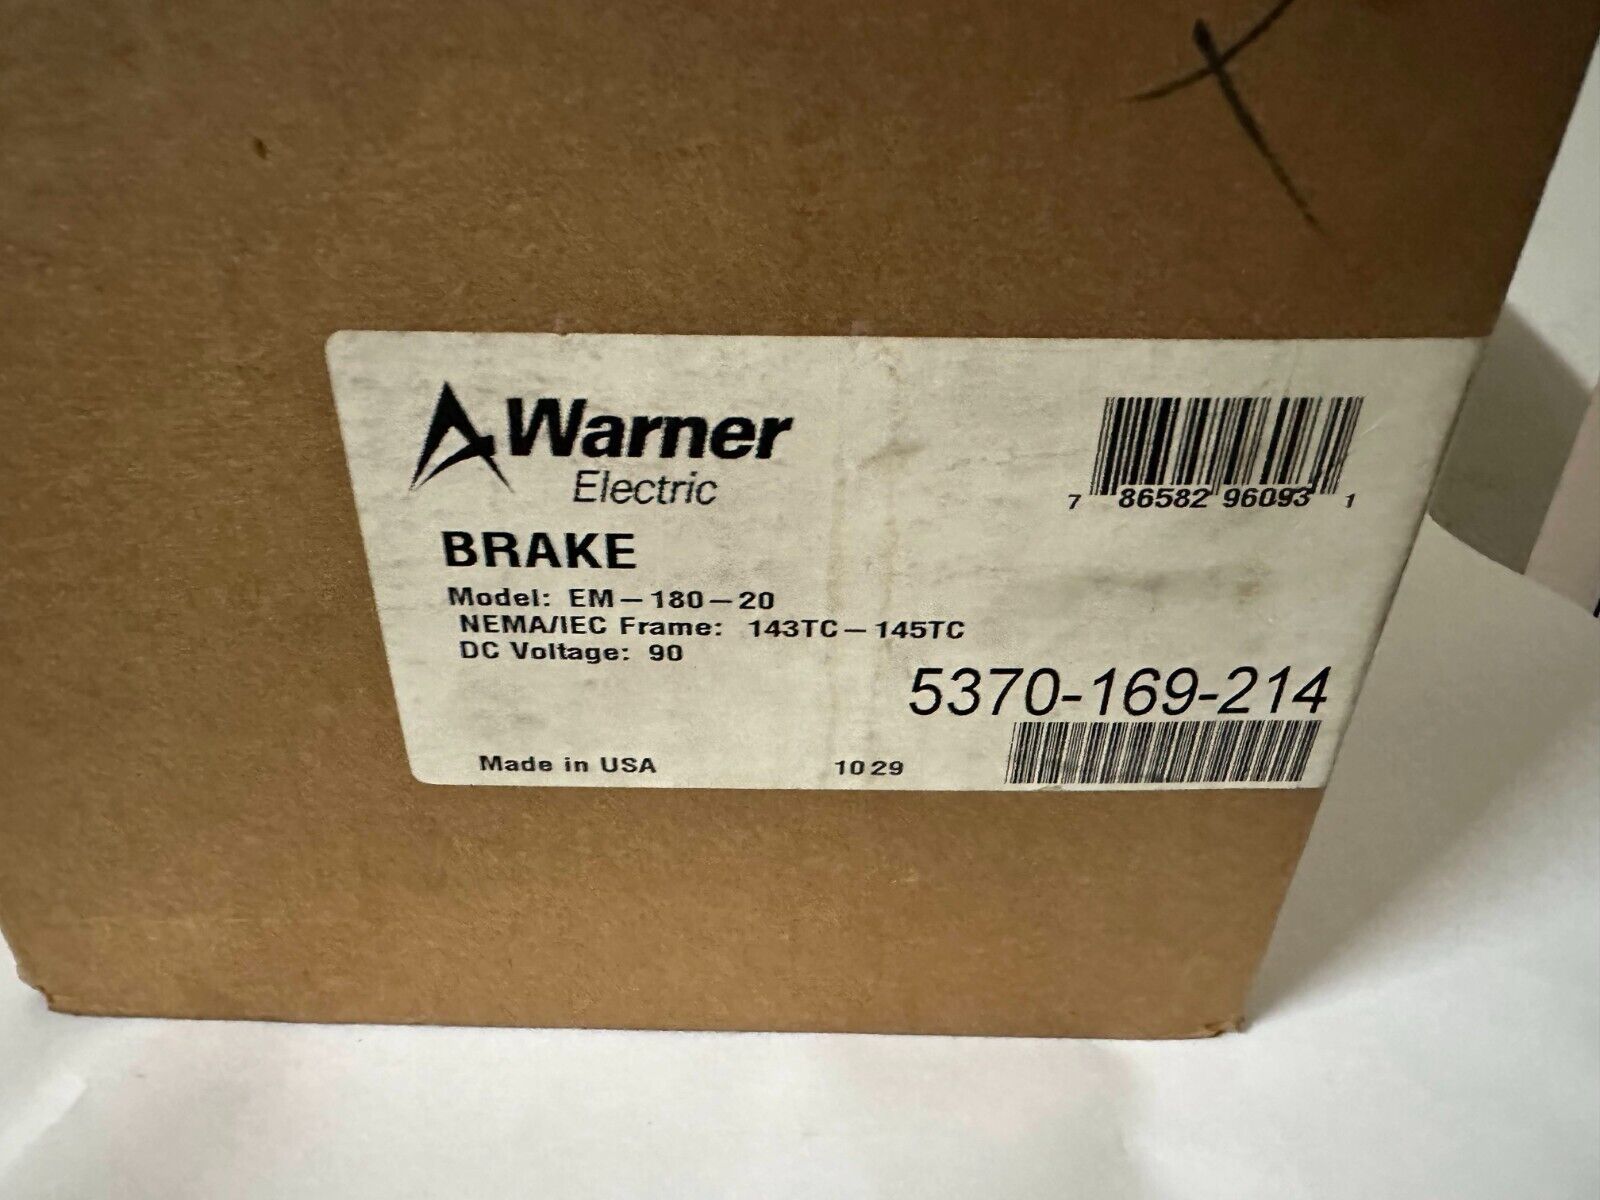 Warner
Electric
7 86582 96093 1
BRAKE
Model: EM-180-20
NEMA/IEC Frame: 143TC-145TC
DC Voltage: 90
5370-169-214
Made in USA 1029